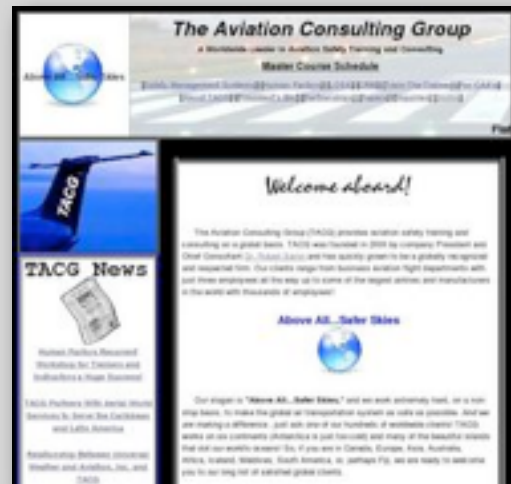 The Aviation Consulting Group
A Worldwide Leader in Aviation Safety Training and Consulting
Master Course Schedule
Above All...Safer Skies
TACG
Welcome aboard!
The Aviation Consulting Group (TACG) provides aviation safety training and
consulting on a global basis. TACG was founded in by company President and
Chief Consultant and has quickly grown to be a globally recognized
and respected firm. Our clients range from business aviation flight departments with
just three employees all the way up to some of the largest airlines and manufacturers
in the world with thousands of employees!
TACG News
Above All...Safer Skies
Human Factors
Workshop for Trainers and
Instructors a Huge Success!
TACG Partners With World
Services to Serve the Caribbean
and Latin America
Relationship Between Universal
Weather and Aviation, Inc. and
TACG
Our slogan is "Above All...Safer Skies," and we work extremely hard, on a non-
stop basis, to make the global air transportation system as safe as possible. And we
are making a difference...just ask one of our hundreds of worldwide clients! TACG
works on six continents (Antarctica is just too cold) and many of the beautiful islands
that dot our world's oceans! So, if you are in Canada, Europe, Asia, Australia,
Africa, Iceland, Maldives, South America, or, perhaps Fiji, we are ready to welcome
you to our long list of satisfied global clients.